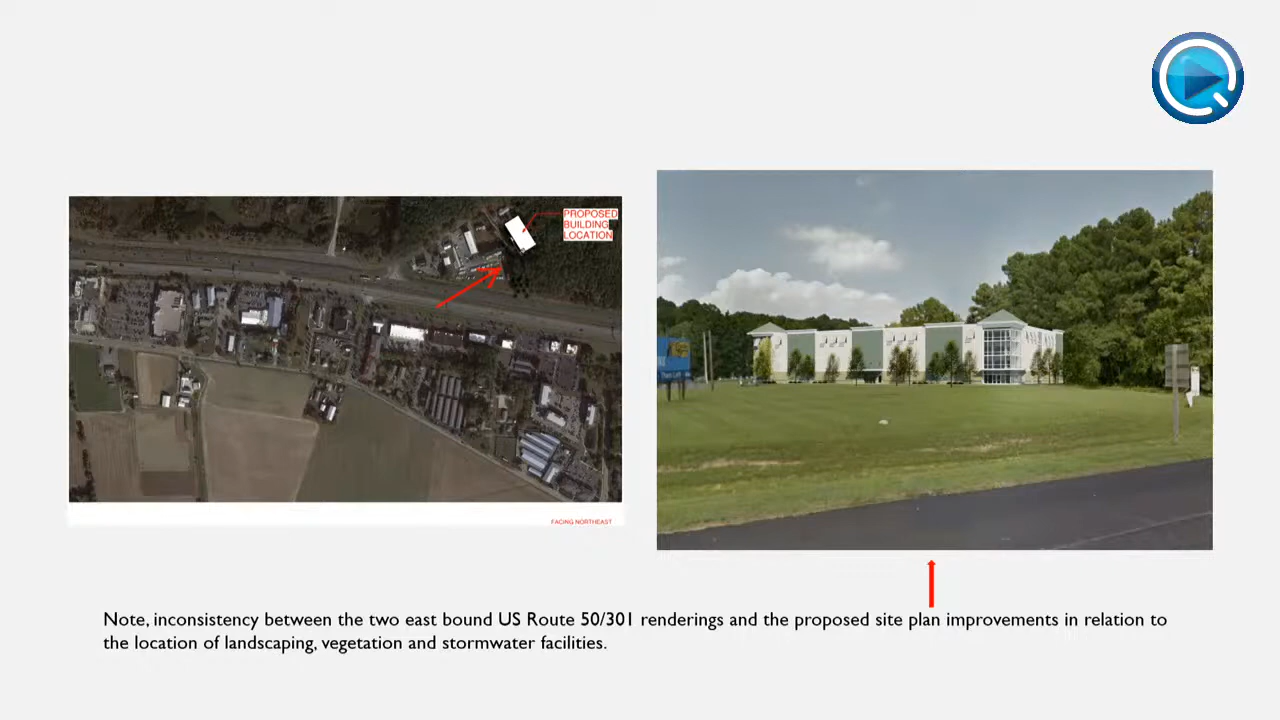 PROPOSED
BUILDING
LOCATION
FACING NORTHEAST
Note, inconsistency between the two east bound US Route 50/301 renderings and the proposed site plan improvements in relation to
the location of landscaping, vegetation and stormwater facilities.